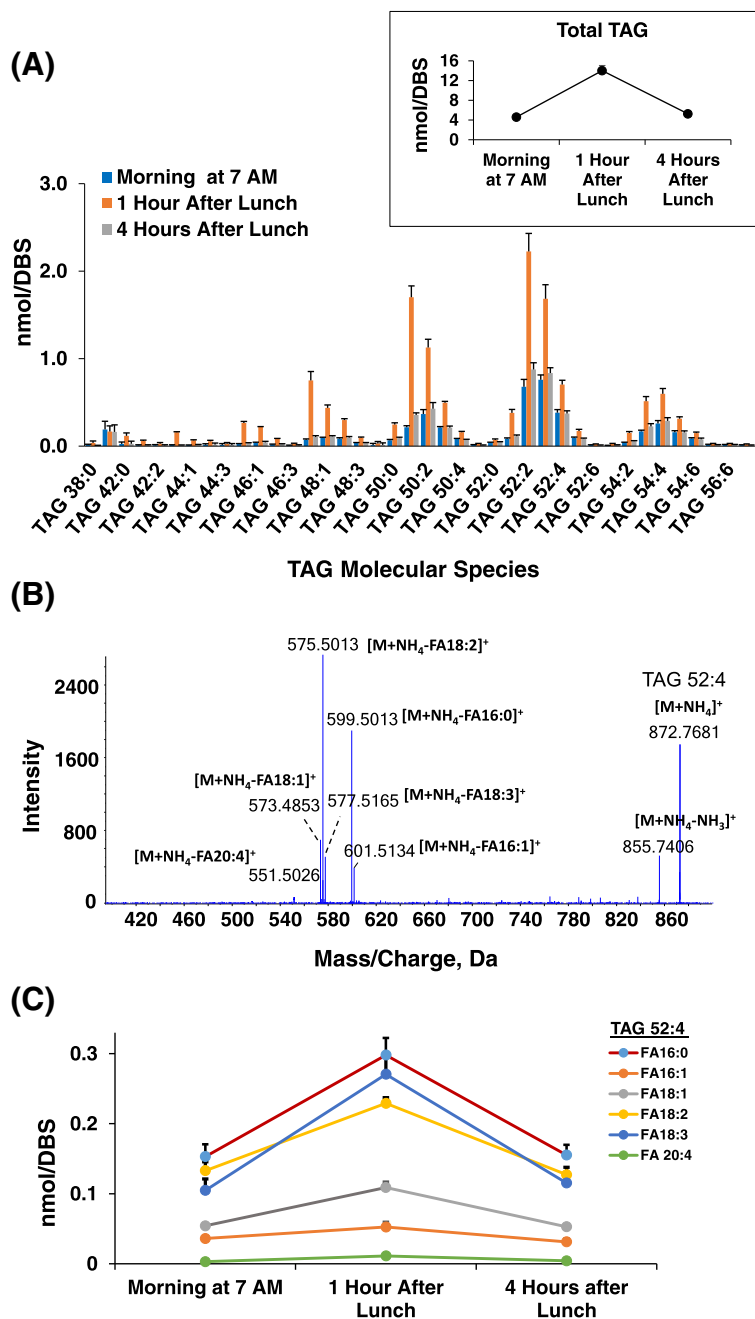 (A)
Total TAG
nmol/DBS
16
12
8
4
0
Morning at 7 AM
1 Hour After Lunch
4 Hours After Lunch
Morning at 7 AM
1 Hour After Lunch
4 Hours After Lunch
nmol/DBS
3.0
2.0
1.0
0.0
TAG 38:0
TAG 42:0
TAG 42:2
TAG 44:1
TAG 44:3
TAG 46:1
TAG 46:3
TAG 48:1
TAG 48:3
TAG 50:0
TAG 50:2
TAG 50:4
TAG 52:0
TAG 52:2
TAG 52:4
TAG 52:6
TAG 54:2
TAG 54:4
TAG 54:6
TAG 56:6
TAG Molecular Species
(B)
575.5013 [M+NH4-FA18:2]+
TAG 52:4
[M+NH4]+
872.7681
599.5013 [M+NH4-FA16:0]+
[M+NH4-FA18:1]+
573.4853
577.5165 [M+NH4-FA18:3]+
[M+NH4-NH3]+
855.7406
601.5134 [M+NH4-FA16:1]+
[M+NH4-FA20:4]+
551.5026
Intensity
2400
1600
800
0
420 460 500 540 580 620 660 700 740 780 820 860
Mass/Charge, Da
(C)
TAG 52:4
FA16:0
FA16:1
FA18:1
FA18:2
FA18:3
FA 20:4
nmol/DBS
0.3
0.2
0.1
0
Morning at 7 AM
1 Hour After
Lunch
4 Hours after
Lunch